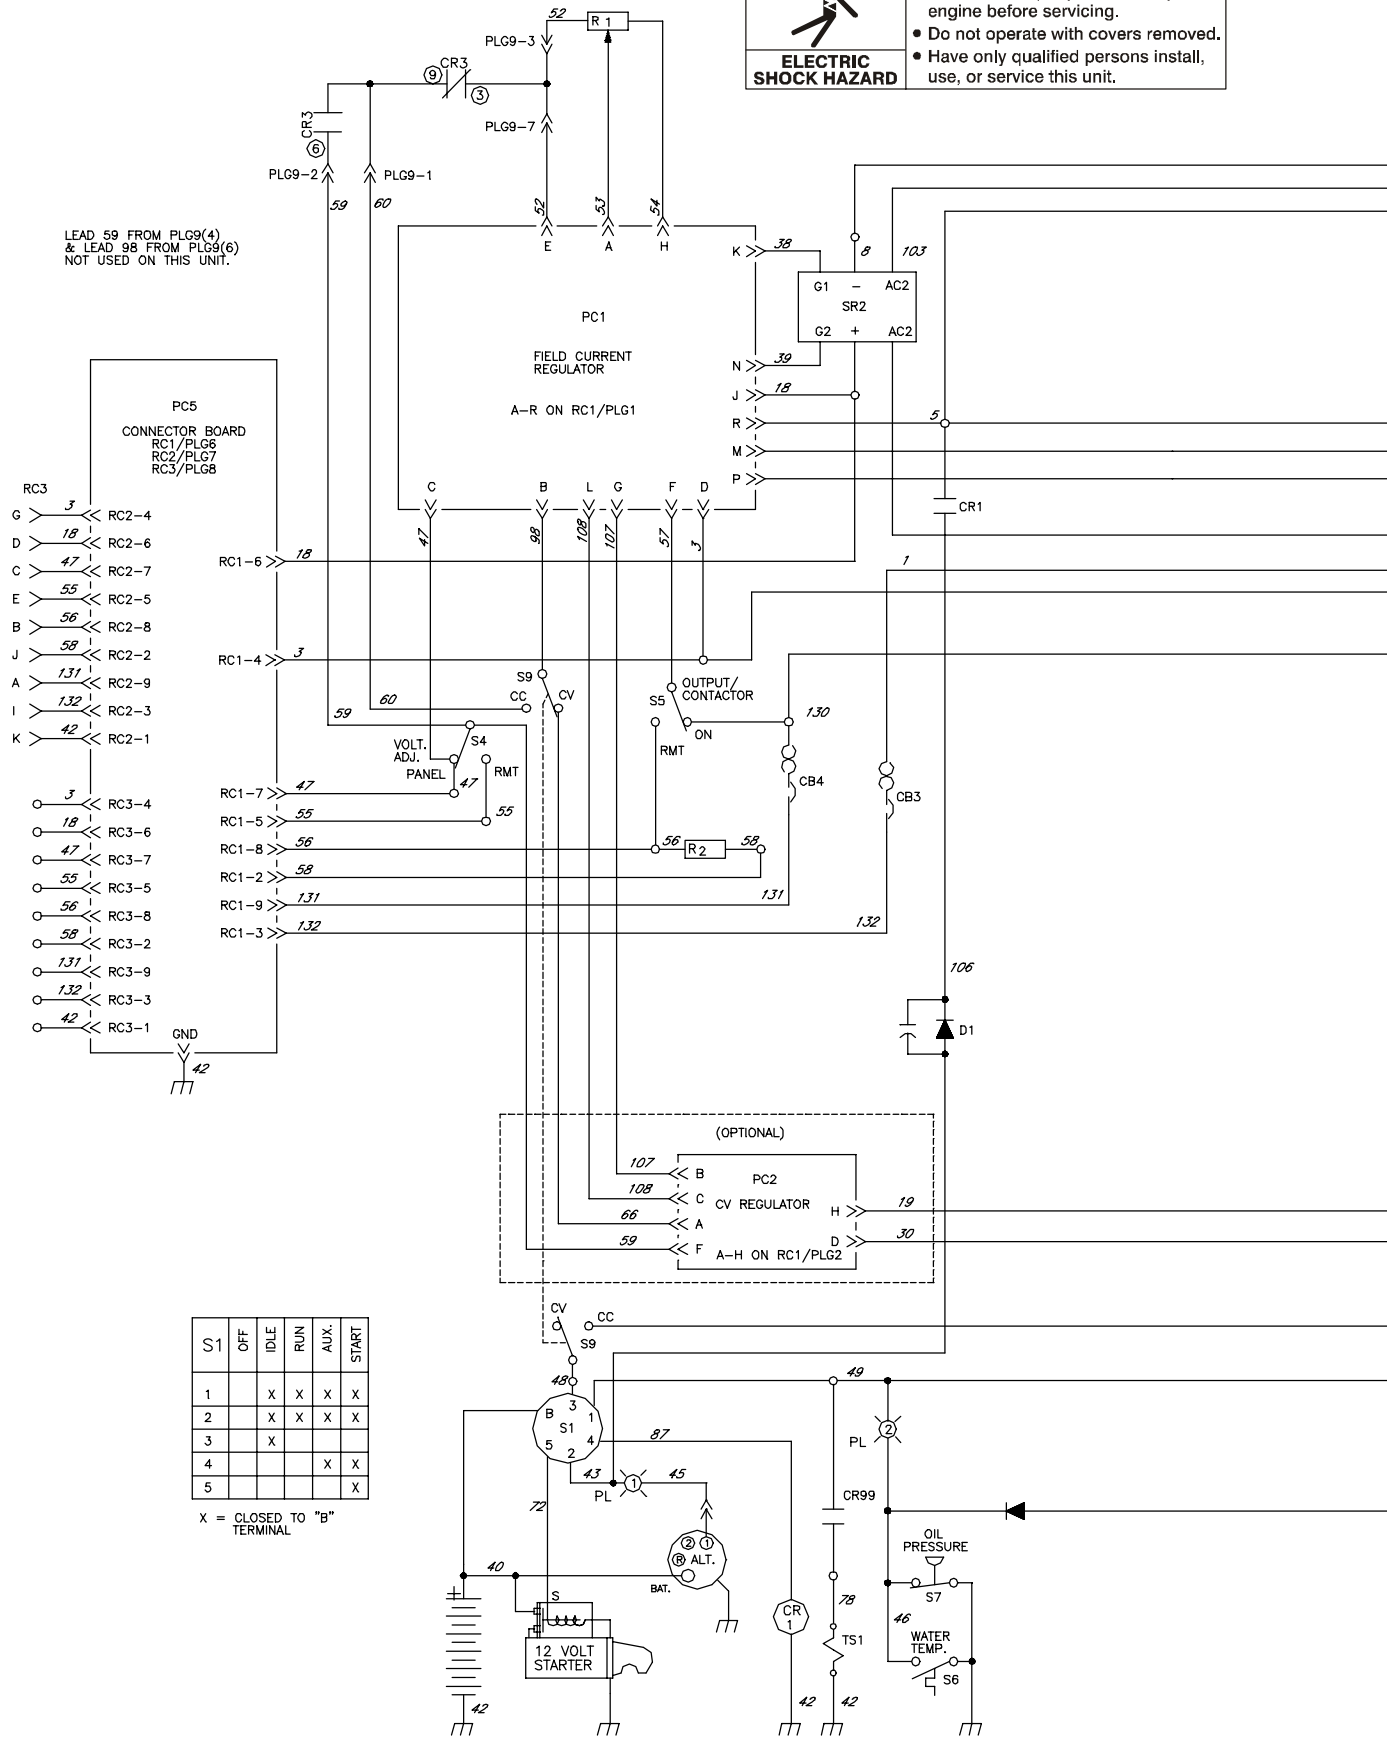 52
R 1
PLG9-3
CR3
9
3
CR3
6
PLG9-7
PLG9-2
PLG9-1
59
60
52
53
54
engine before servicing.
• Do not operate with covers removed.
• Have only qualified persons install,
use, or service this unit.
ELECTRIC
SHOCK HAZARD
LEAD 59 FROM PLG9(4)
& LEAD 98 FROM PLG9(6)
NOT USED ON THIS UNIT.
E
A
H
K
38
8
103
G1
–
AC2
SR2
G2
+
AC2
PC1
FIELD CURRENT
REGULATOR
A-R ON RC1/PLG1
N
39
J
18
R
5
M
P
C
B
L
G
F
D
47
98
108
107
57
3
CR1
1
PC5
CONNECTOR BOARD
RC1/PLG6
RC2/PLG7
RC3/PLG8
RC3
G 3 RC2-4
D 18 RC2-6
C 47 RC2-7
E 55 RC2-5
B 56 RC2-8
J 58 RC2-2
A 131 RC2-9
I 132 RC2-3
K 42 RC2-1
3 RC3-4
18 RC3-6
47 RC3-7
55 RC3-5
56 RC3-8
58 RC3-2
131 RC3-9
132 RC3-3
42 RC3-1
RC1-6 18
RC1-4 3
RC1-7 47
RC1-5 55
RC1-8 56
RC1-2 58
RC1-9 131
RC1-3 132
GND
42
S9
CC
CV
60
59
VOLT.
ADJ.
PANEL
S4
RMT
47
55
OUTPUT/
CONTACTOR
S5
ON
RMT
130
CB4
CB3
56
R 2
58
131
132
106
D1
(OPTIONAL)
107
B
108
C
66
A
59
F
PC2
CV REGULATOR
A-H ON RC1/PLG2
H
19
D
30
CV
CC
S9
S1 OFF IDLE RUN AUX. START
1 X X X X
2 X X X X
3 X
4 X X
5 X
X = CLOSED TO "B"
TERMINAL
48
B
3
1
S1
5
4
2
49
87
43
1
45
PL
72
2
PL
CR99
2
1
R
ALT.
BAT.
40
+
S
12 VOLT
STARTER
CR
1
78
TS1
OIL
PRESSURE
S7
46
WATER
TEMP.
S6
42
42
42